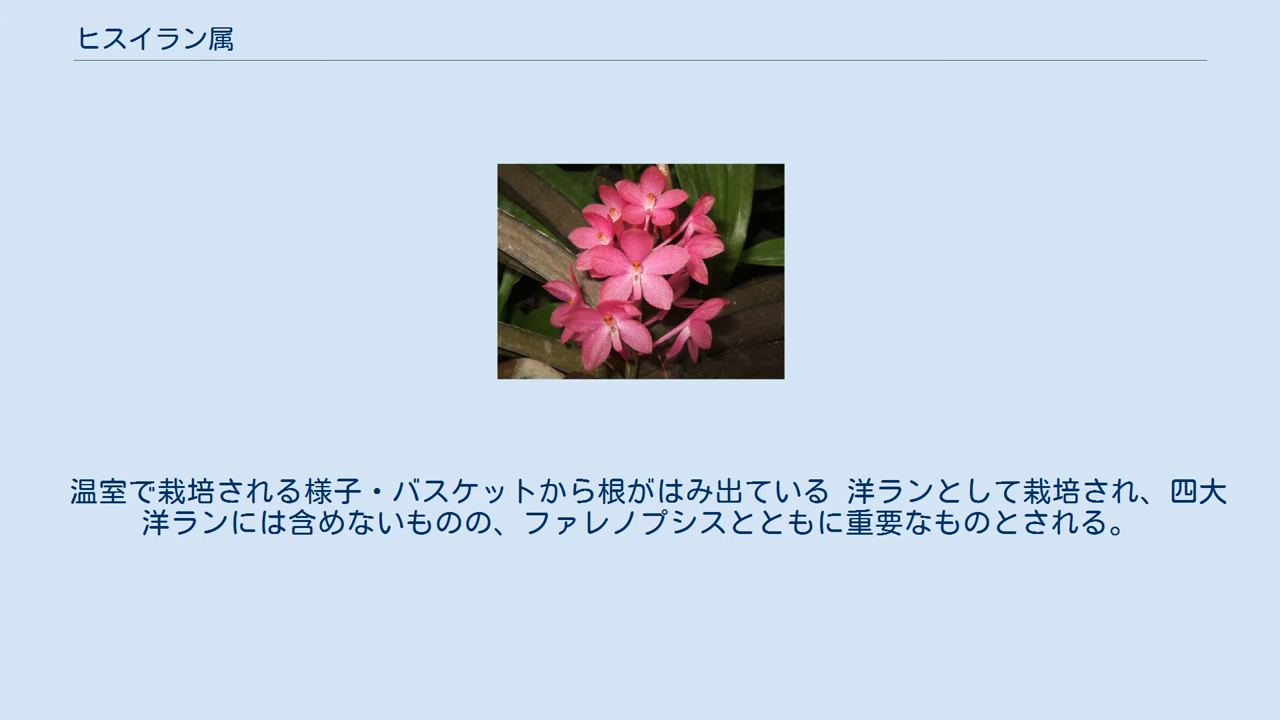 ヒスイラン属
温室で栽培される様子・バスケットから根がはみ出ている 洋ランとして栽培され、四大
洋ランには含めないものの、ファレノプシスとともに重要なものとされる。